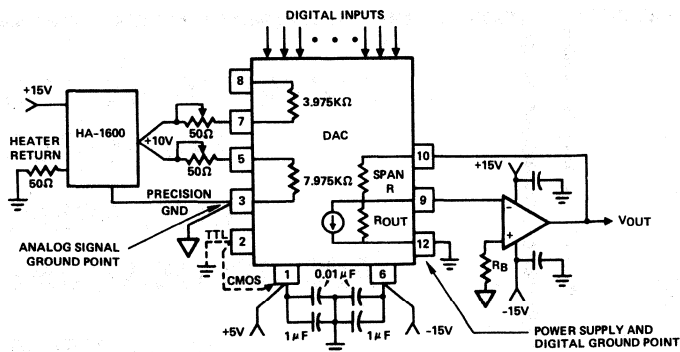 DIGITAL INPUTS
+15V
HA-1600
HEATER
RETURN
50Ω
+10V
50Ω
50Ω
8
7
5
3
2
3.975KΩ
7.975KΩ
DAC
PRECISION
GND
ANALOG SIGNAL
GROUND POINT
TTL
CMOS
1
0.01µF
6
+5V
1µF
1µF
-15V
SPAN
R
ROUT
10
9
12
+15V
-
+
RB
-15V
VOUT
POWER SUPPLY AND
DIGITAL GROUND POINT